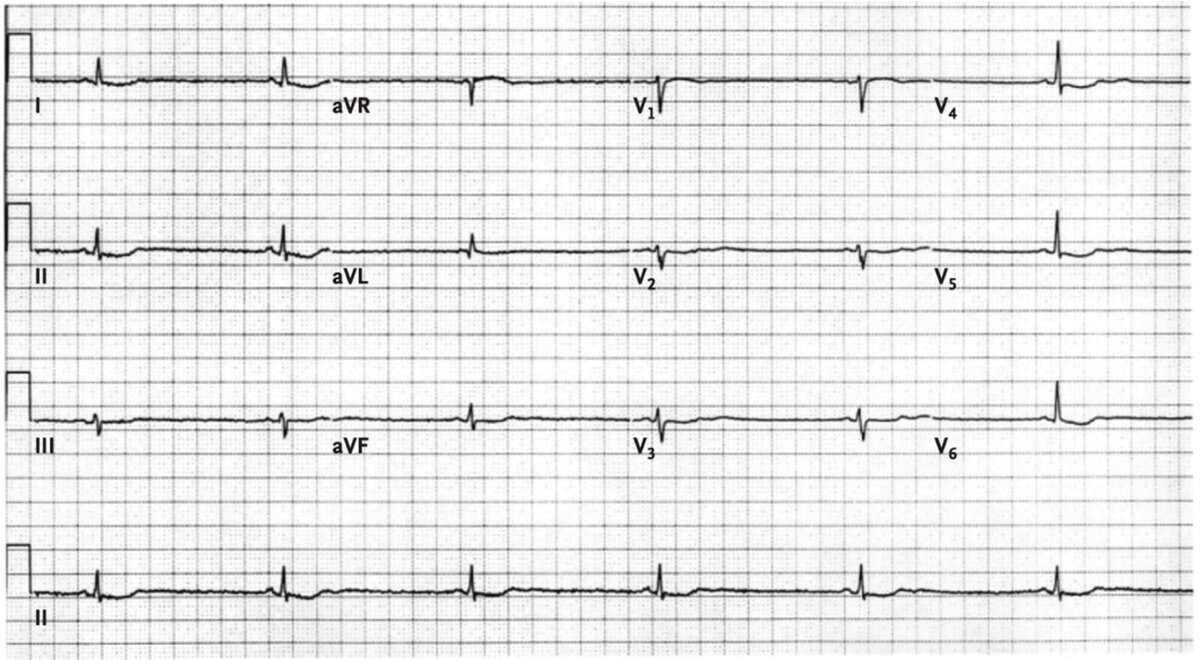 I aVR V₁ V₄
II aVL V₂ V₅
III aVF V₃ V₆
II